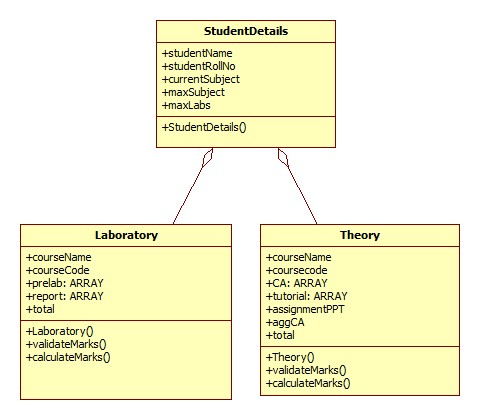 StudentDetails
+studentName
+studentRollNo
+currentSubject
+maxSubject
+maxLabs
+StudentDetails()
Laboratory
+courseName
+courseCode
+prelab: ARRAY
+report: ARRAY
+total
+Laboratory()
+validateMarks()
+calculateMarks()
Theory
+courseName
+coursecode
+CA: ARRAY
+tutorial: ARRAY
+assignmentPPT
+aggCA
+total
+Theory()
+validateMarks()
+calculateMarks()